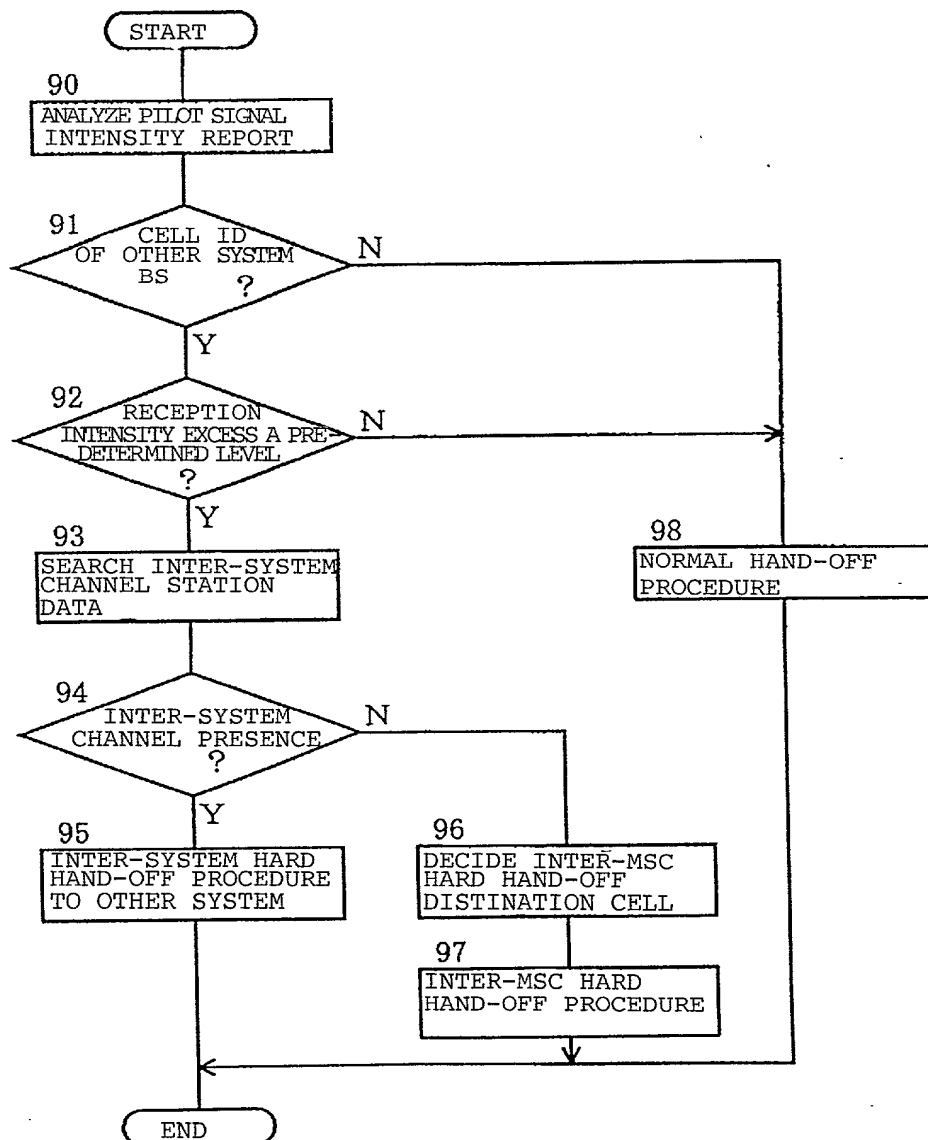 START
90
ANALYZE PILOT SIGNAL
INTENSITY REPORT
91
CELL ID
OF OTHER SYSTEM
BS ?
N
Y
92
RECEPTION
INTENSITY EXCESS A PRE-
DETERMINED LEVEL
?
N
Y
93
SEARCH INTER-SYSTEM
CHANNEL STATION
DATA
98
NORMAL HAND-OFF
PROCEDURE
94
INTER-SYSTEM
CHANNEL PRESENCE
?
N
Y
95
INTER-SYSTEM HARD
HAND-OFF PROCEDURE
TO OTHER SYSTEM
96
DECIDE INTER-MSC
HARD HAND-OFF
DISTINATION CELL
97
INTER-MSC HARD
HAND-OFF PROCEDURE
END